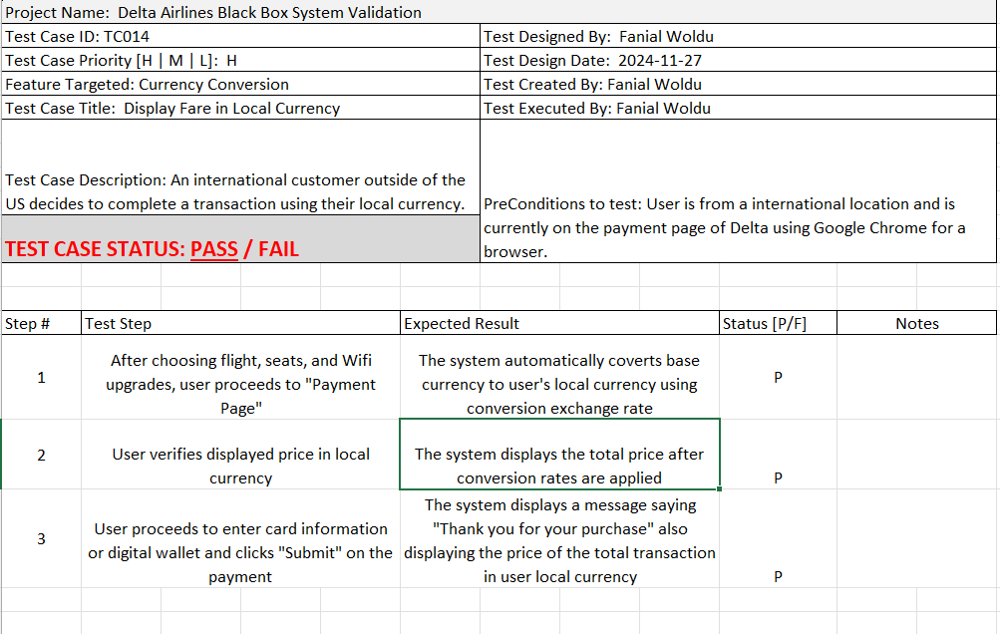 Project Name:  Delta Airlines Black Box System Validation
Test Case ID: TC014
Test Designed By:  Fanial Woldu
Test Case Priority [H | M | L]:  H
Test Design Date:  2024-11-27
Feature Targeted: Currency Conversion
Test Created By: Fanial Woldu
Test Case Title:  Display Fare in Local Currency
Test Executed By: Fanial Woldu
Test Case Description: An international customer outside of the
US decides to complete a transaction using their local currency.
PreConditions to test: User is from a international location and is
currently on the payment page of Delta using Google Chrome for a
browser.
TEST CASE STATUS: PASS / FAIL
Step #
Test Step
Expected Result
Status [P/F]
Notes
1
After choosing flight, seats, and Wifi
upgrades, user proceeds to "Payment
Page"
The system automatically coverts base
currency to user's local currency using
conversion exchange rate
P
2
User verifies displayed price in local
currency
The system displays the total price after
conversion rates are applied
P
3
User proceeds to enter card information
or digital wallet and clicks "Submit" on the
payment
The system displays a message saying
"Thank you for your purchase" also
displaying the price of the total transaction
in user local currency
P